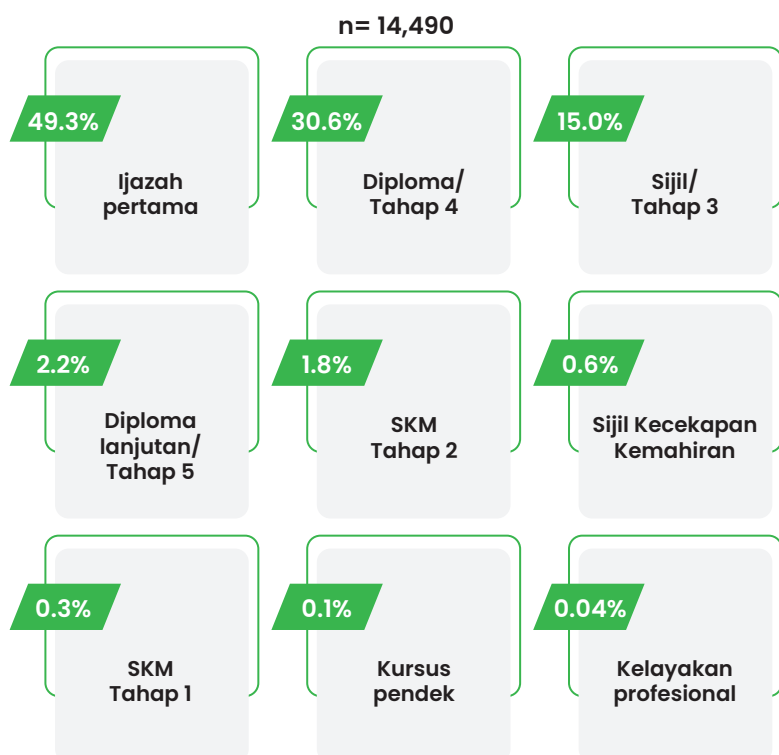 n= 14,490
49.3%
Ijazah
pertama
30.6%
Diploma/
Tahap 4
15.0%
Sijil/
Tahap 3
2.2%
Diploma
lanjutan/
Tahap 5
1.8%
SKM
Tahap 2
0.6%
Sijil Kecekapan
Kemahiran
0.3%
SKM
Tahap 1
0.1%
Kursus
pendek
0.04%
Kelayakan
profesional